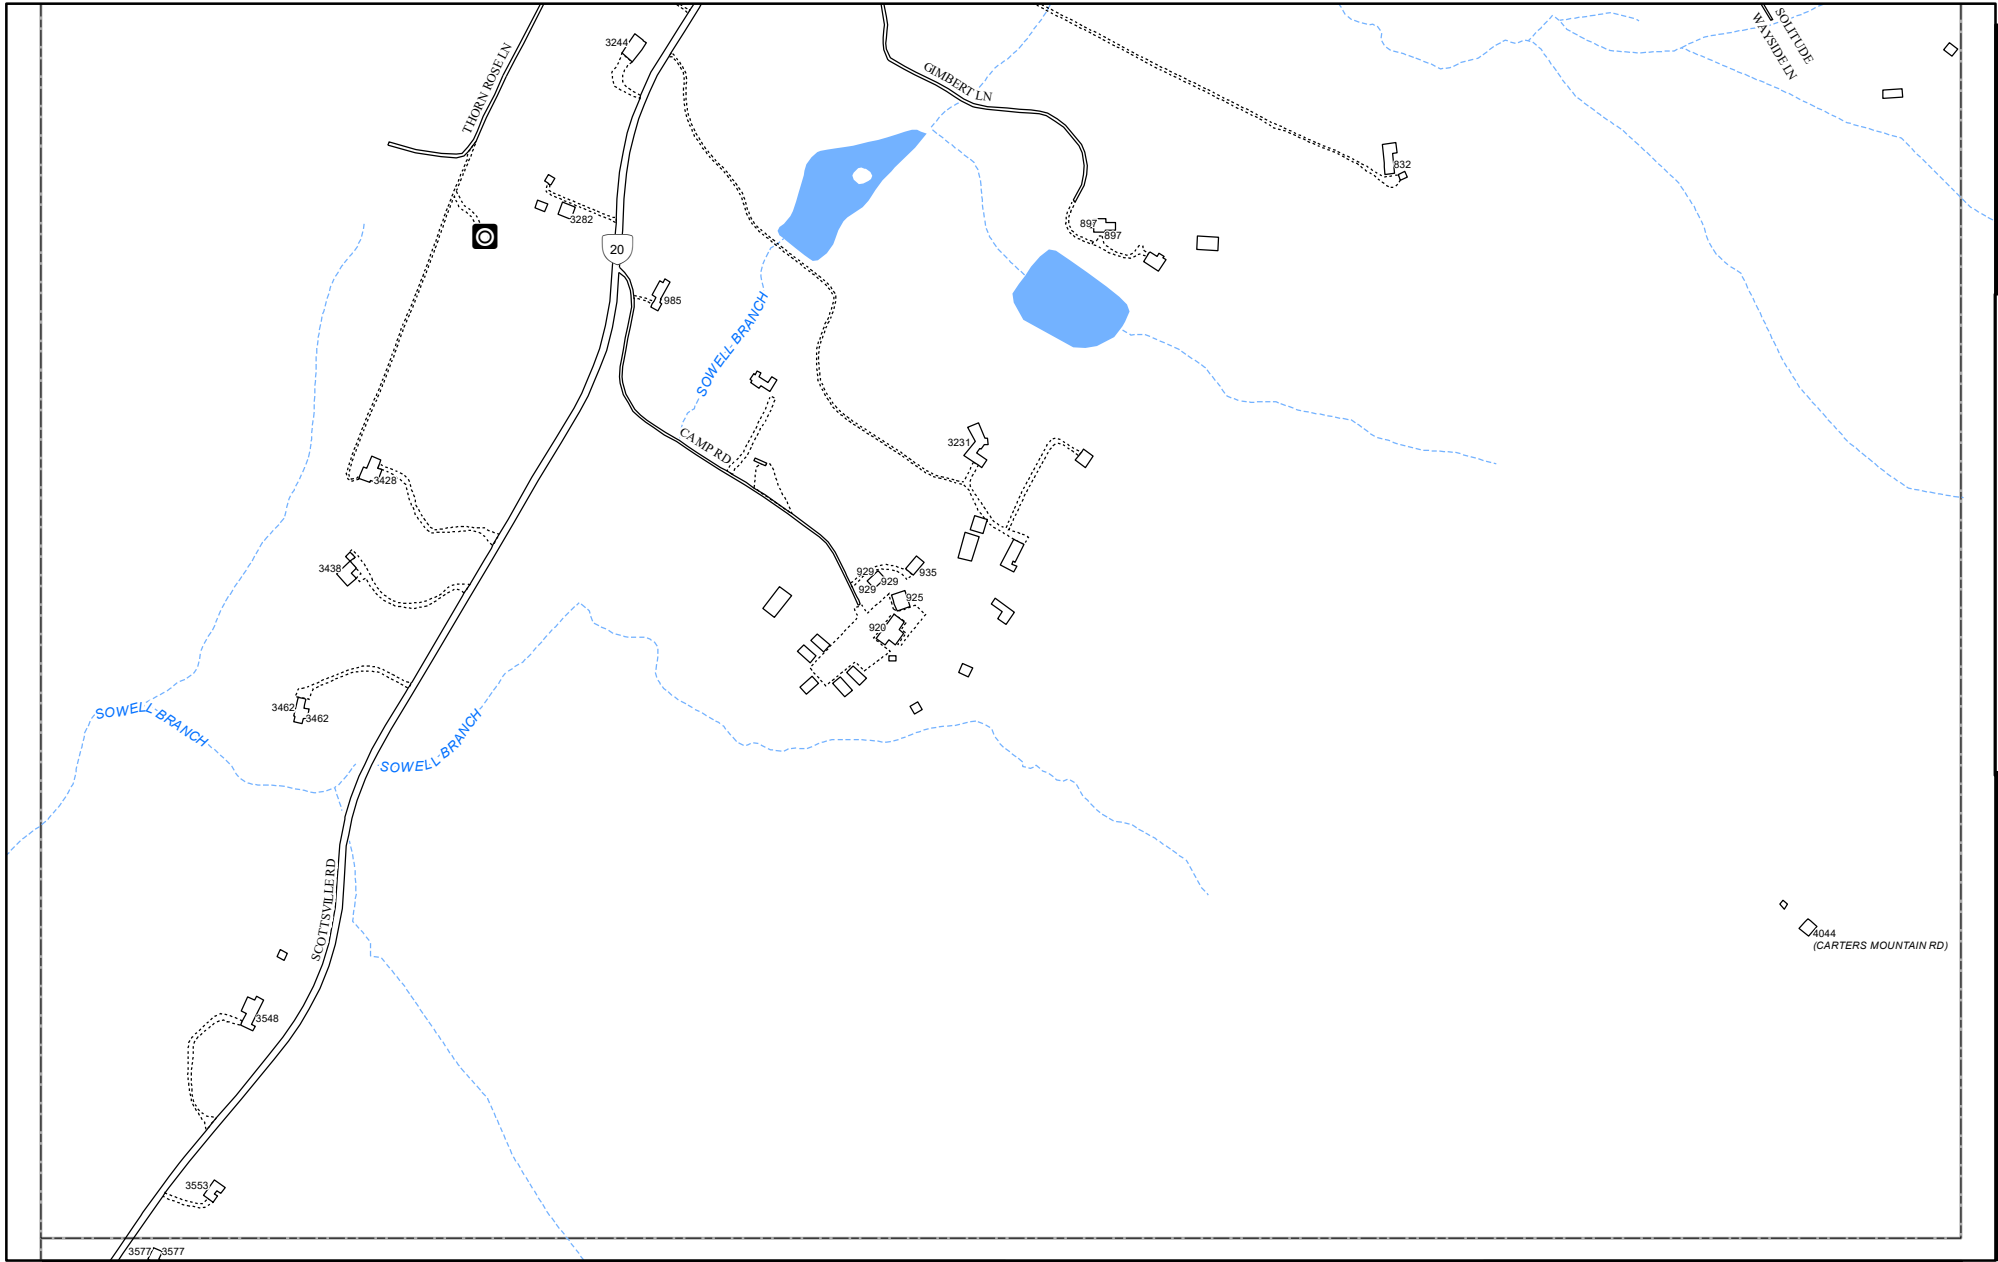 3244
THORN ROSE LN
GIMBERT LN
SOLITUDE
WAYSIDE LN
832
3282
20
897
897
985
SOWELL BRANCH
CAMP RD
3231
3428
3438
929
929
929
935
925
920
3462
3462
SOWELL BRANCH
SOWELL BRANCH
SCOTTSVILLE RD
4044
(CARTERS MOUNTAIN RD)
3548
3553
3577
3577